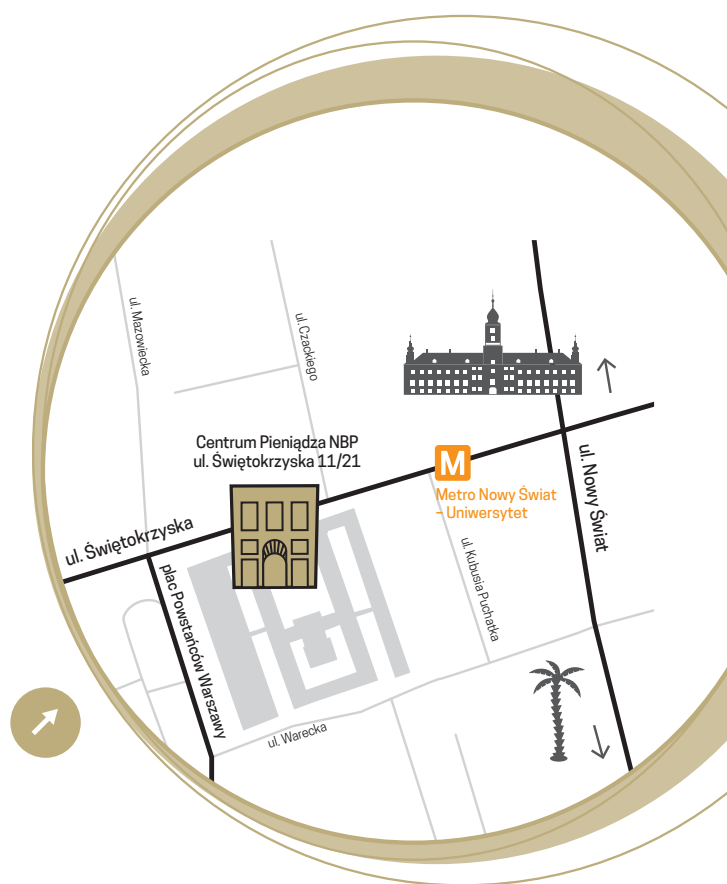 ul. Mazowiecka
ul. Czackiego
Centrum Pieniądza NBP
ul. Świętokrzyska 11/21
M
Metro Nowy Świat
– Uniwersytet
ul. Nowy Świat
ul. Świętokrzyska
plac Powstańców Warszawy
ul. Kubusia Puchatka
ul. Warecka